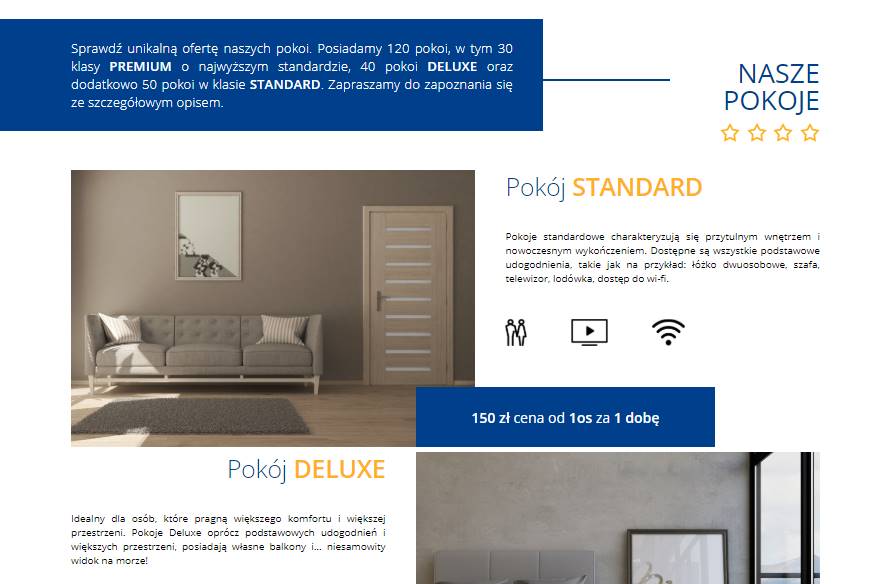 Sprawdź unikalną ofertę naszych pokoi. Posiadamy 120 pokoi, w tym 30
klasy PREMIUM o najwyższym standardzie, 40 pokoi DELUXE oraz
dodatkowo 50 pokoi w klasie STANDARD. Zapraszamy do zapoznania się
ze szczegółowym opisem.
NASZE
POKOJE
Pokój STANDARD
Pokoje standardowe charakteryzują się przytulnym wnętrzem i
nowoczesnym wykończeniem. Dostępne są wszystkie podstawowe
udogodnienia, takie jak na przykład: łóżko dwuosobowe, szafa,
telewizor, lodówka, dostęp do wi-fi.
150 zł cena od 1os za 1 dobę
Pokój DELUXE
Idealny dla osób, które pragną większego komfortu i większej
przestrzeni. Pokoje Deluxe oprócz podstawowych udogodnień i
większych przestrzeni, posiadają własne balkony i... niesamowity
widok na morze!